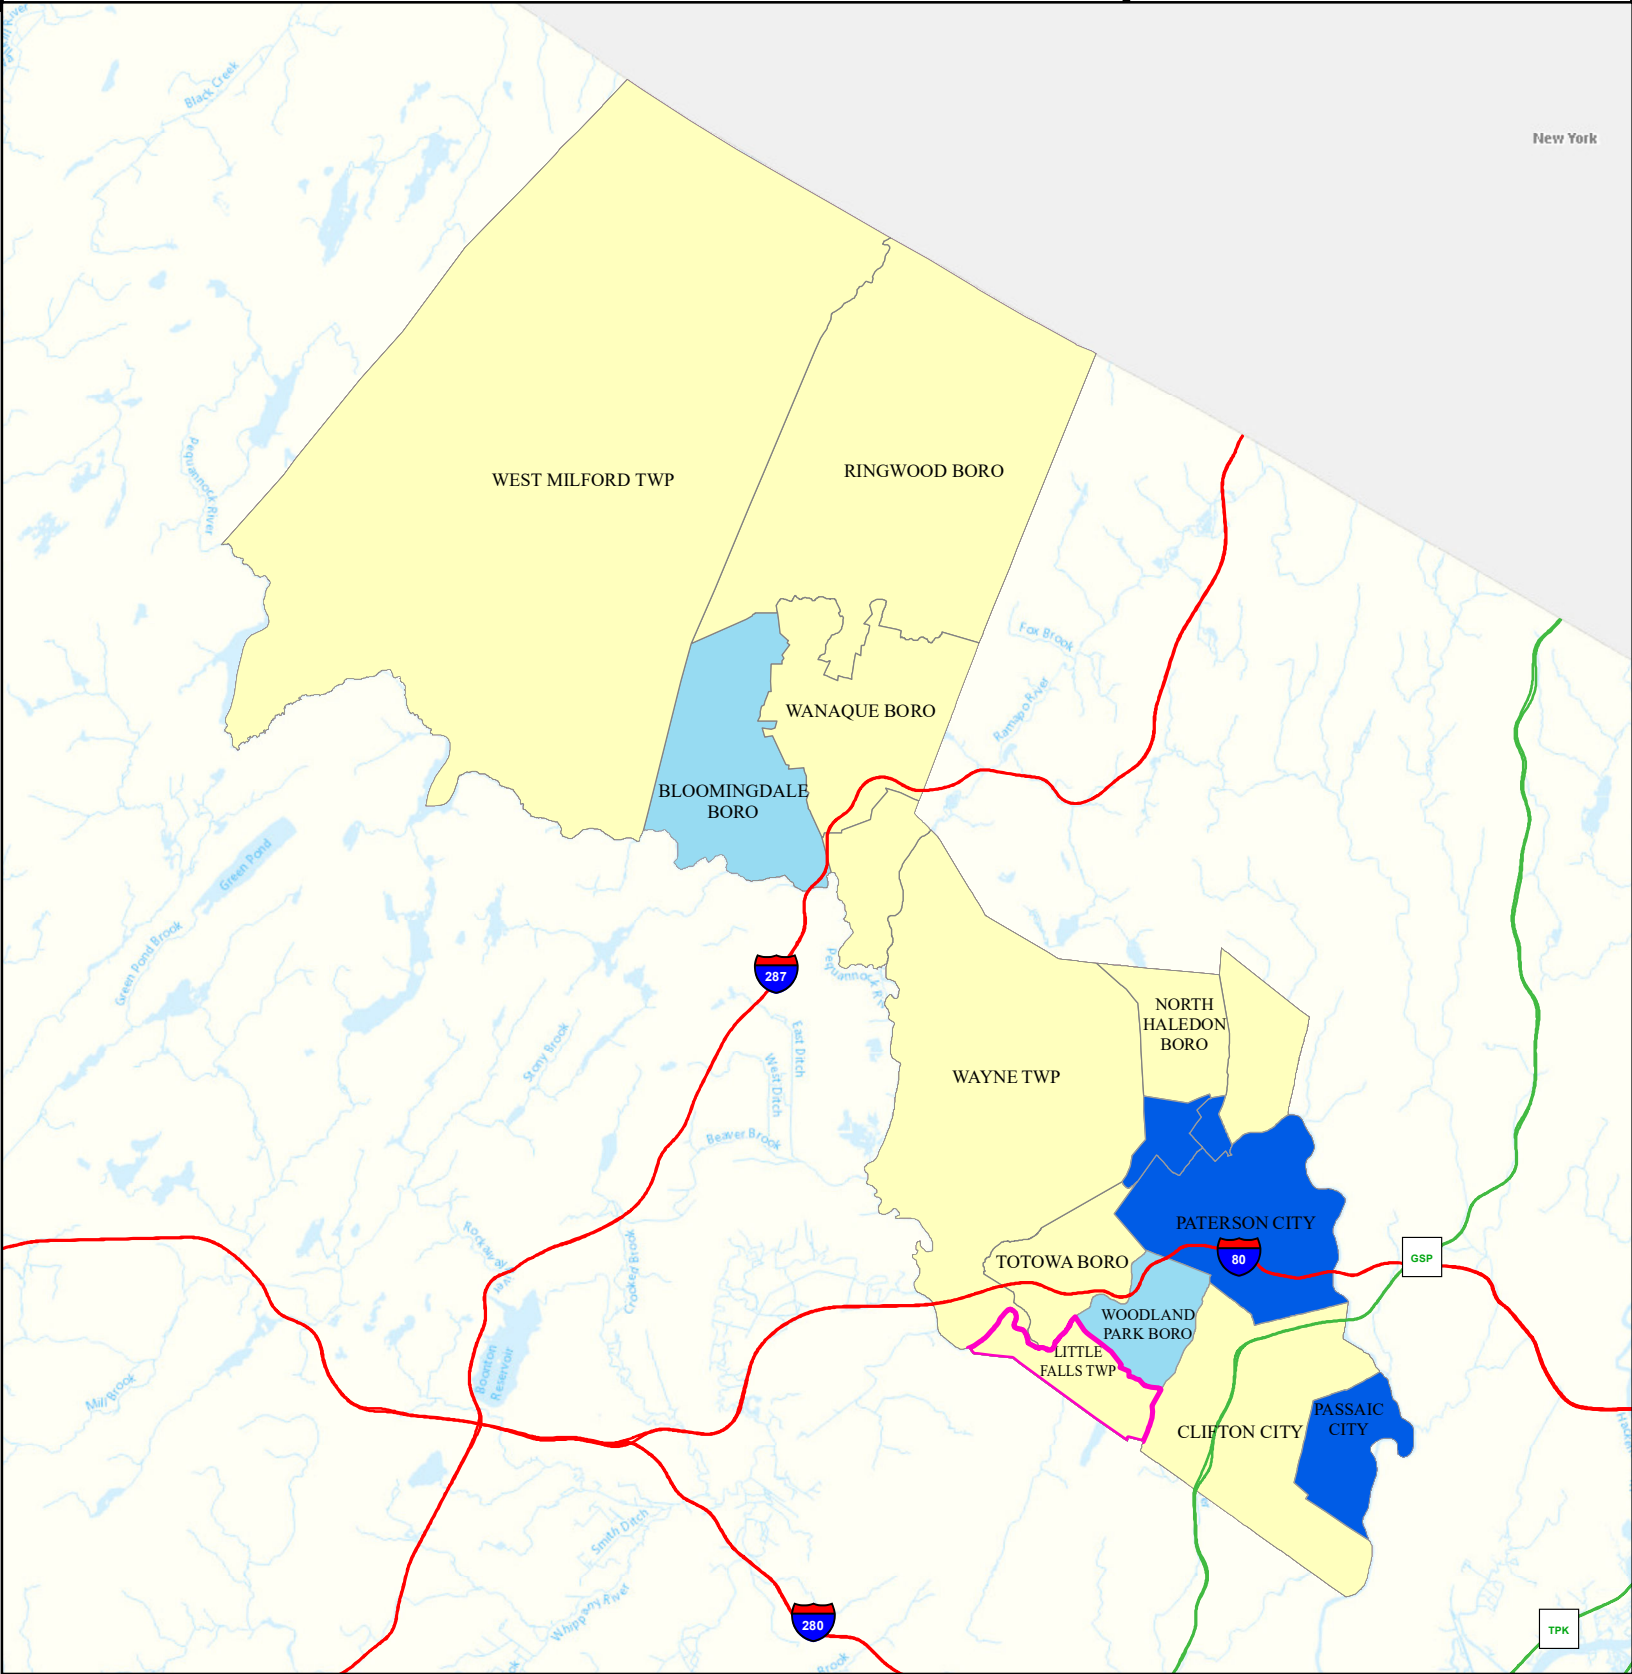 Black Creek
New York
Pequannock River
WEST MILFORD TWP
RINGWOOD BORO
Fox Brook
Ramapo River
WANAQUE BORO
BLOOMINGDALE
BORO
Green Pond
Green Pond Brook
287
NORTH
HALEDON
BORO
Stony Brook
East Ditch
West Ditch
WAYNE TWP
Beaver Brook
PATERSON CITY
Crooked Brook
TOTOWA BORO
80
GSP
WOODLAND
PARK BORO
LITTLE
FALLS TWP
Boonton
Reservoir
Mill Brook
PASSAIC
CITY
CLIFTON CITY
Smith Ditch
Whippany River
280
TPK
Brook